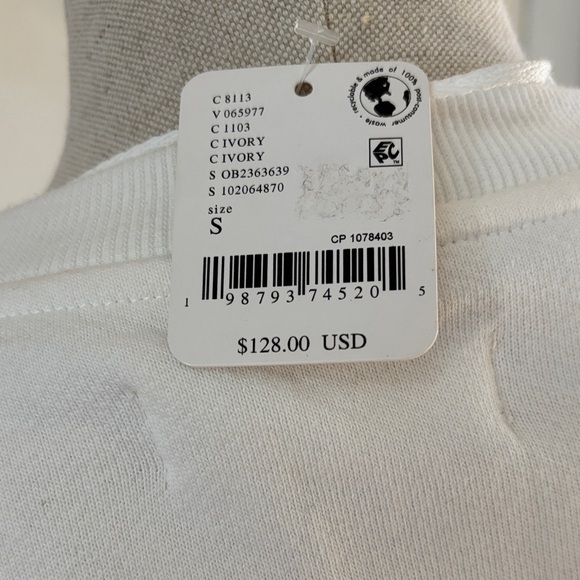 recyclable & made of 100% post-consumer waste •
C 8113
V 065977
C 1103
C IVORY
C IVORY
S OB2363639
S 102064870
size
S
CP 1078403
1 98793 74520 5
$128.00 USD